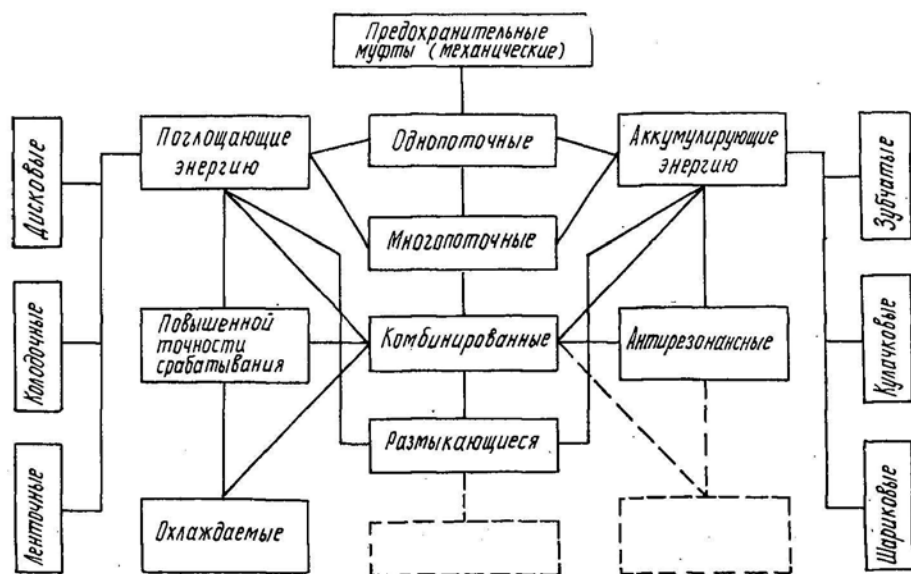 Предохранительные
муфты (механические)
Поглощающие
энергию
Однопоточные
Аккумулирующие
энергию
Дисковые
Зубчатые
Многопоточные
Колодочные
Повышенной
точности
срабатывания
Комбинированные
Антирезонансные
Кулачковые
Размыкающиеся
Ленточные
Охлаждаемые
Шариковые